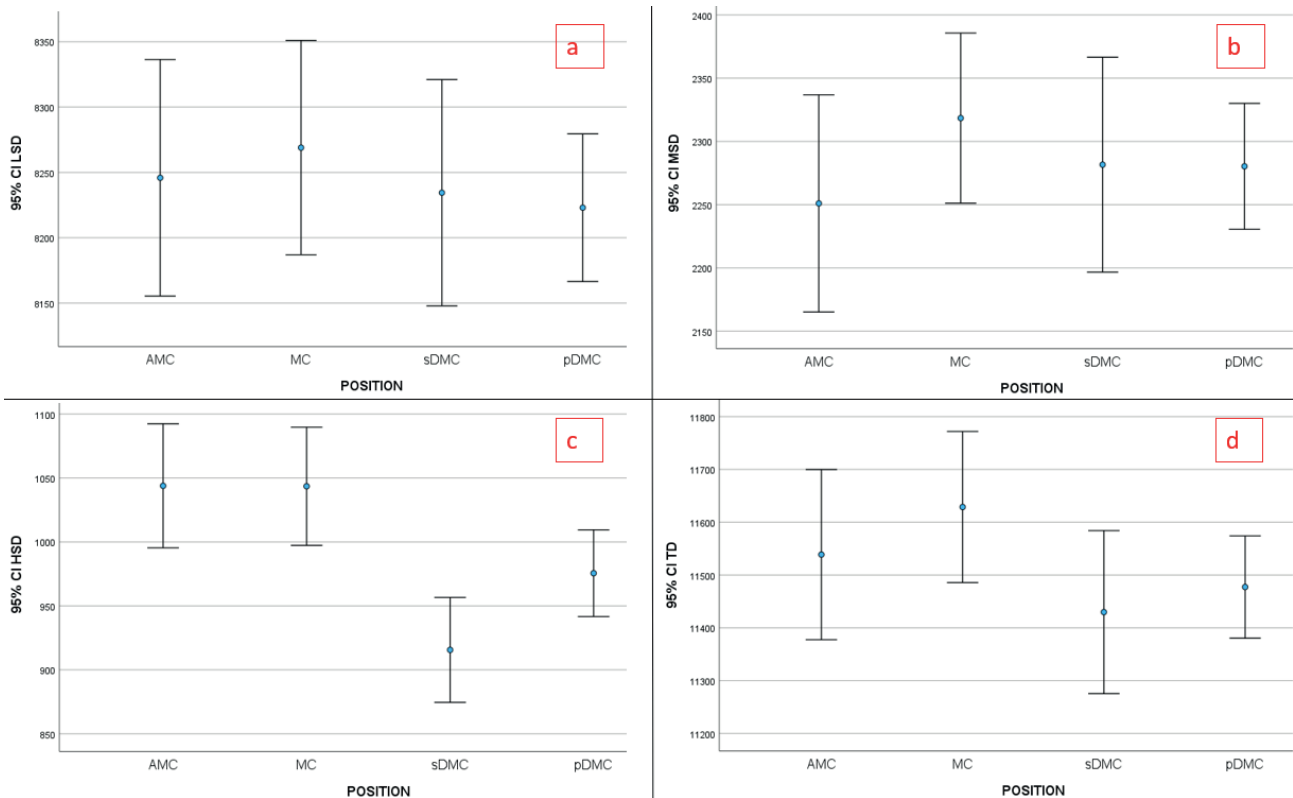 a
95% CI LSD
8350
8300
8250
8200
8150
AMC MC sDMC pDMC
POSITION
b
95% CI MSD
2400
2350
2300
2250
2200
2150
AMC MC sDMC pDMC
POSITION
c
95% CI HSD
1100
1050
1000
950
900
850
AMC MC sDMC pDMC
POSITION
d
95% CI TD
11800
11700
11600
11500
11400
11300
11200
AMC MC sDMC pDMC
POSITION